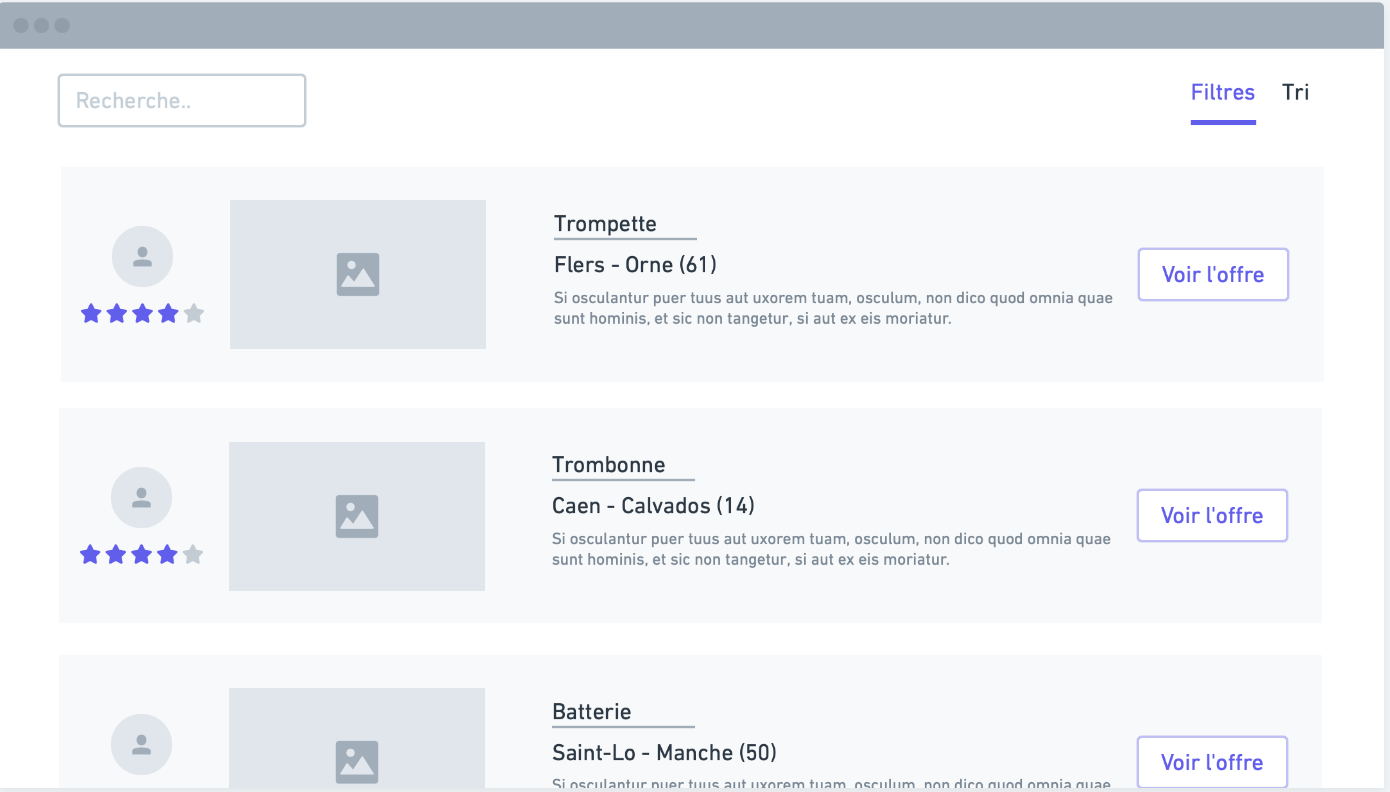 Recherche..
Filtres
Tri
Trompette
Flers - Orne (61)
Si osculantur puer tuus aut uxorem tuam, osculum, non dico quod omnia quae
sunt hominis, et sic non tangetur, si aut ex eis moriatur.
Voir l'offre
Trombonne
Caen - Calvados (14)
Si osculantur puer tuus aut uxorem tuam, osculum, non dico quod omnia quae
sunt hominis, et sic non tangetur, si aut ex eis moriatur.
Voir l'offre
Batterie
Saint-Lo - Manche (50)
Si osculantur puer tuus aut uxorem tuam, osculum, non dico quod omnia quae
Voir l'offre